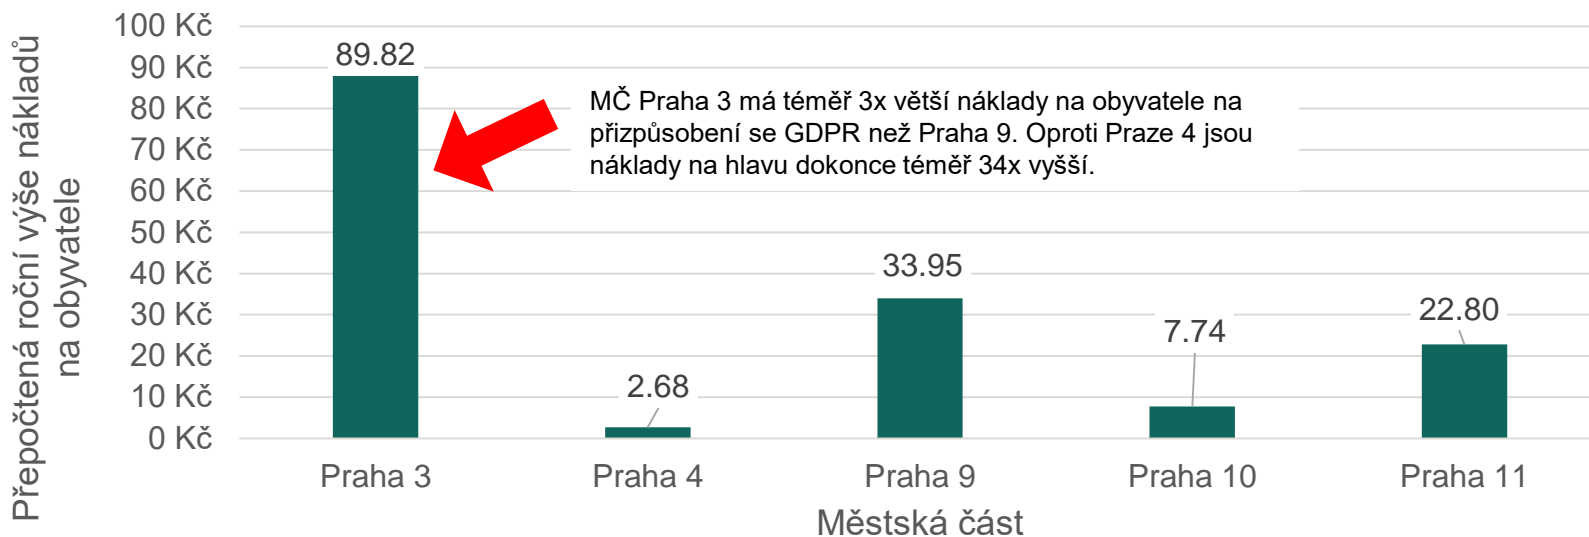 Přepočtená roční výše nákladů
na obyvatele
100 Kč
90 Kč
80 Kč
70 Kč
60 Kč
50 Kč
40 Kč
30 Kč
20 Kč
10 Kč
0 Kč
89.82
MČ Praha 3 má téměř 3x větší náklady na obyvatele na
přizpůsobení se GDPR než Praha 9. Oproti Praze 4 jsou
náklady na hlavu dokonce téměř 34x vyšší.
2.68
33.95
7.74
22.80
Praha 3
Praha 4
Praha 9
Praha 10
Praha 11
Městská část